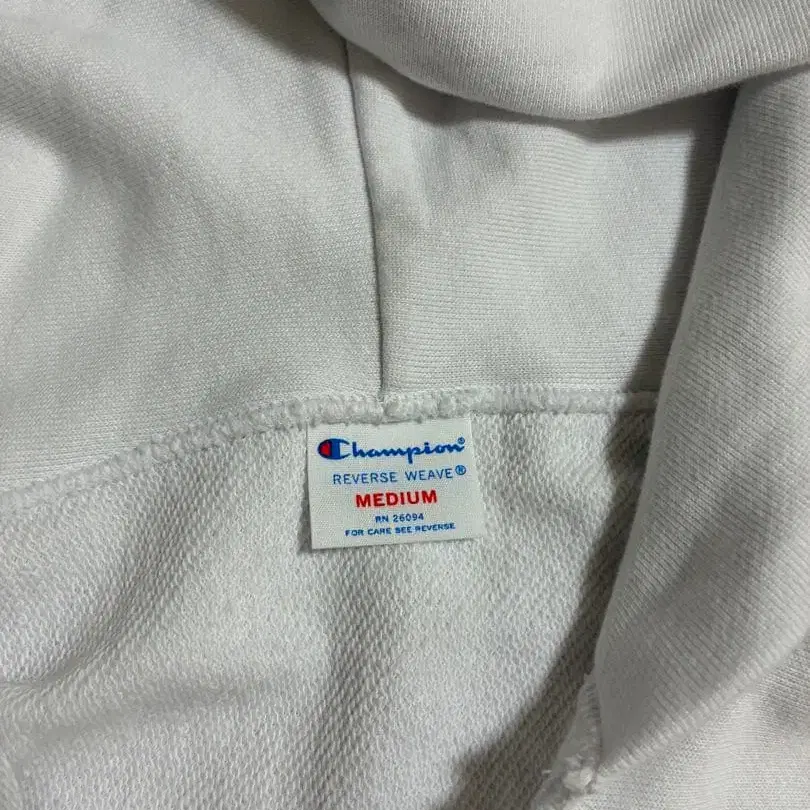 Champion®
REVERSE WEAVE®
MEDIUM
RN 26094
FOR CARE SEE REVERSE